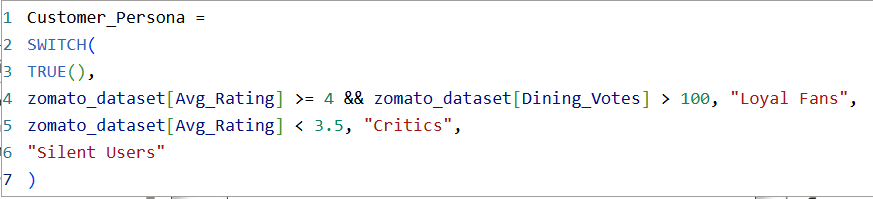 1 Customer_Persona =
2 SWITCH(
3 TRUE(),
4 zomato_dataset[Avg_Rating] >= 4 && zomato_dataset[Dining_Votes] > 100, "Loyal Fans",
5 zomato_dataset[Avg_Rating] < 3.5, "Critics",
6 "Silent Users"
7 )